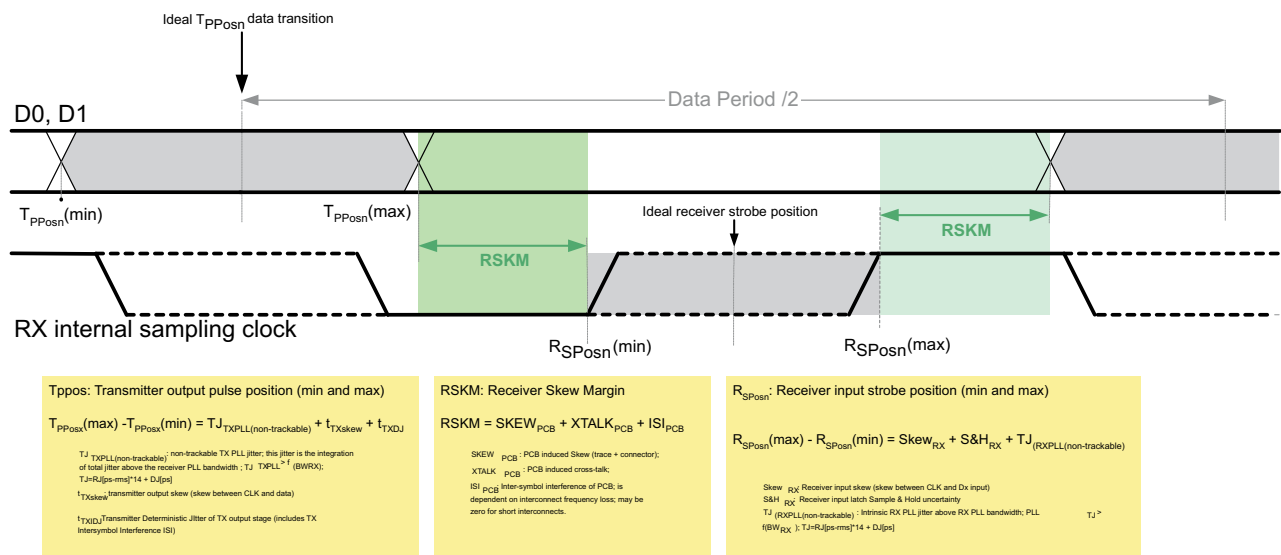 Ideal TPPosn data transition
Data Period /2
D0, D1
TPPosn(min)
TPPosn(max)
Ideal receiver strobe position
RSKM
RSKM
RX internal sampling clock
RSPosn(min)
RSPosn(max)
Tppos: Transmitter output pulse position (min and max)
TPPosx(max) -TPPosx(min) = TJTXPLL(non-trackable) + tTXskew + tTXDJ
TJ TXPLL(non-trackable): non-trackable TX PLL jitter; this jitter is the integration
of total jitter above the receiver PLL bandwidth ; TJ TXPLL> f (BWRX);
TJ=RJ[ps-rms]*14 + DJ[ps]
tTXskew: transmitter output skew (skew between CLK and data)
tTXIDJTransmitter Deterministic JItter of TX output stage (includes TX
Intersymbol Interference ISI)
RSKM: Receiver Skew Margin
RSKM = SKEWPCB + XTALKPCB + ISIPCB
SKEW PCB : PCB induced Skew (trace + connector);
XTALK PCB : PCB induced cross-talk;
ISI PCB: Inter-symbol interference of PCB; is
dependent on interconnect frequency loss; may be
zero for short interconnects.
RSPosn: Receiver input strobe position (min and max)
RSPosn(max) - RSPosn(min) = SkewRX + S&HRX + TJ(RXPLL(non-trackable)
Skew RX: Receiver input skew (skew between CLK and Dx input)
S&H RX: Receiver input latch Sample & Hold uncertainty
TJ (RXPLL(non-trackable) : Intrinsic RX PLL jitter above RX PLL bandwidth; PLL TJ >
f(BWRX ); TJ=RJ[ps-rms]*14 + DJ[ps]